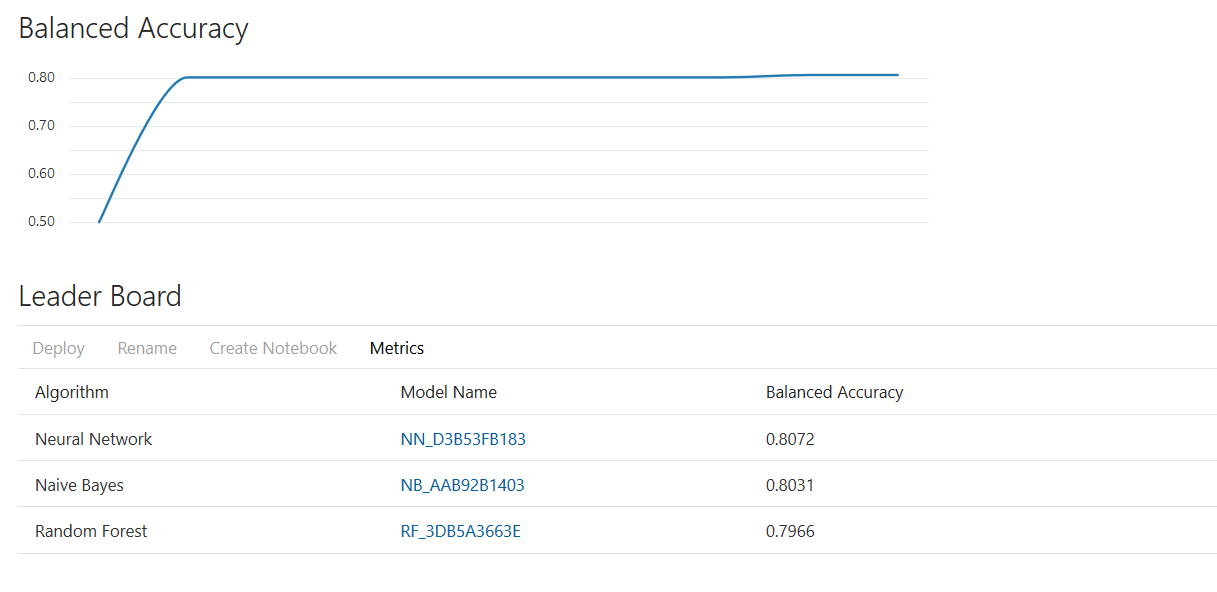 Balanced Accuracy
0.80
0.70
0.60
0.50
Leader Board
Deploy Rename Create Notebook Metrics
Algorithm Model Name Balanced Accuracy
Neural Network NN_D3B53FB183 0.8072
Naive Bayes NB_AAB92B1403 0.8031
Random Forest RF_3DB5A3663E 0.7966